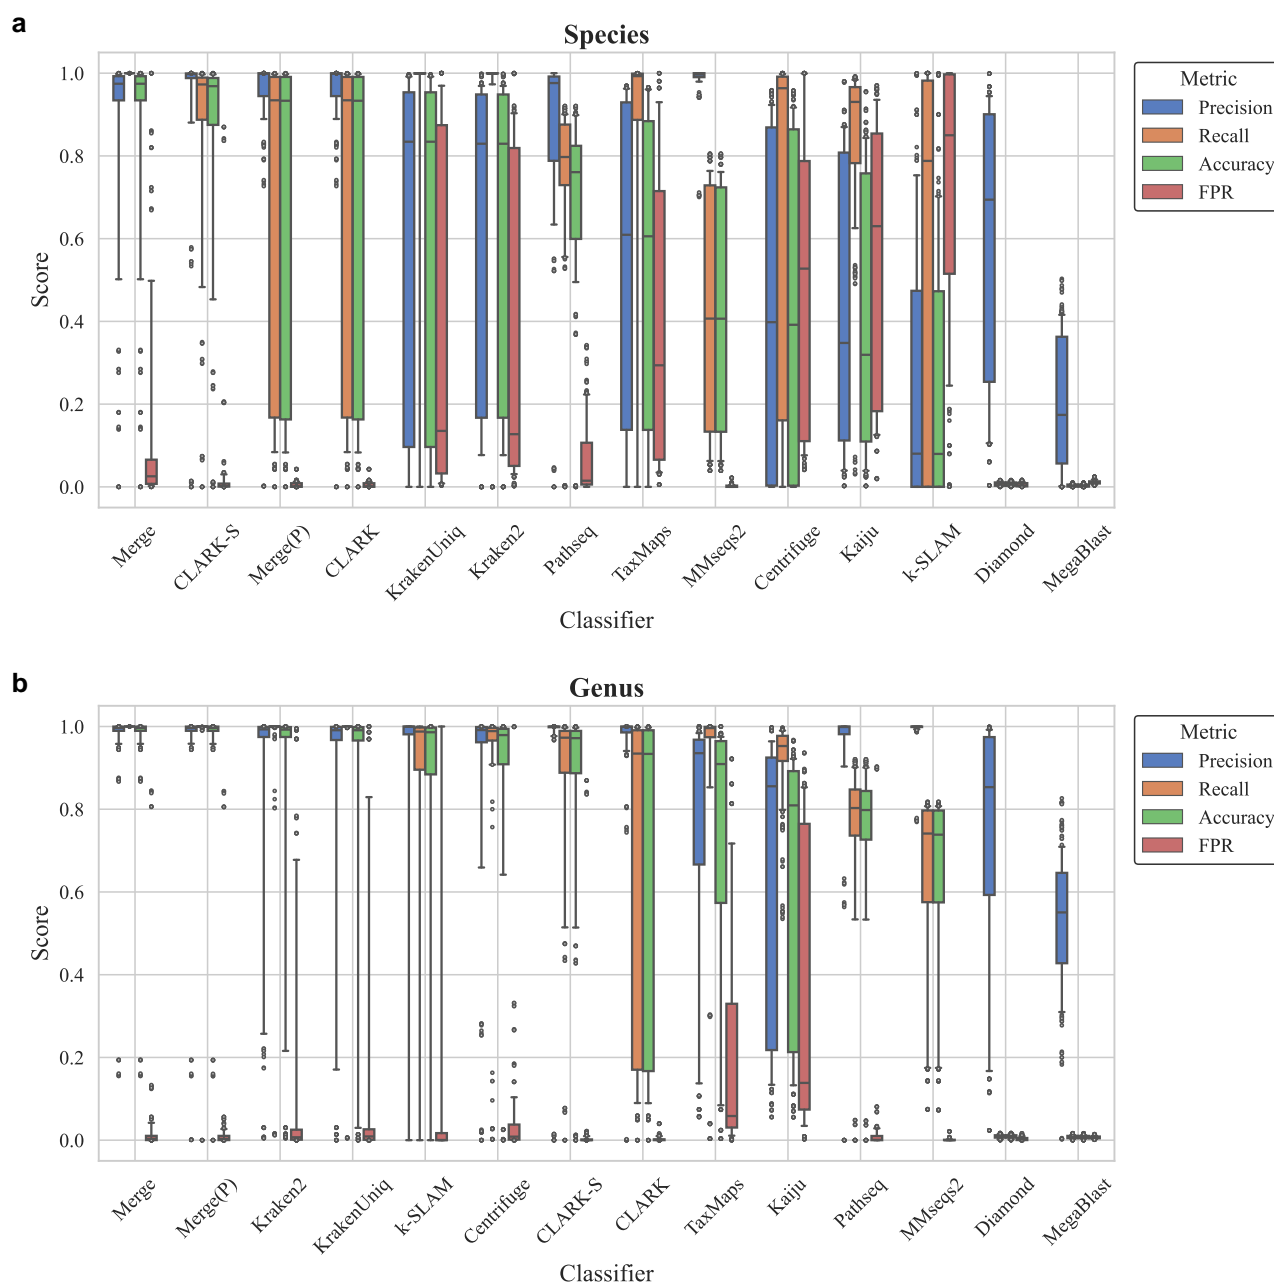 a
Species
1.0
0.8
0.6
0.4
0.2
0.0
Score
Merge
CLARK-S
Merge(P)
CLARK
KrakenUniq
Kraken2
Pathseq
TaxMaps
MMseqs2
Centrifuge
Kaiju
k-SLAM
Diamond
MegaBlast
Classifier
Metric
Precision
Recall
Accuracy
FPR
b
Genus
1.0
0.8
0.6
0.4
0.2
0.0
Score
Merge
Merge(P)
Kraken2
KrakenUniq
k-SLAM
Centrifuge
CLARK-S
CLARK
TaxMaps
Kaiju
Pathseq
MMseqs2
Diamond
MegaBlast
Classifier
Metric
Precision
Recall
Accuracy
FPR